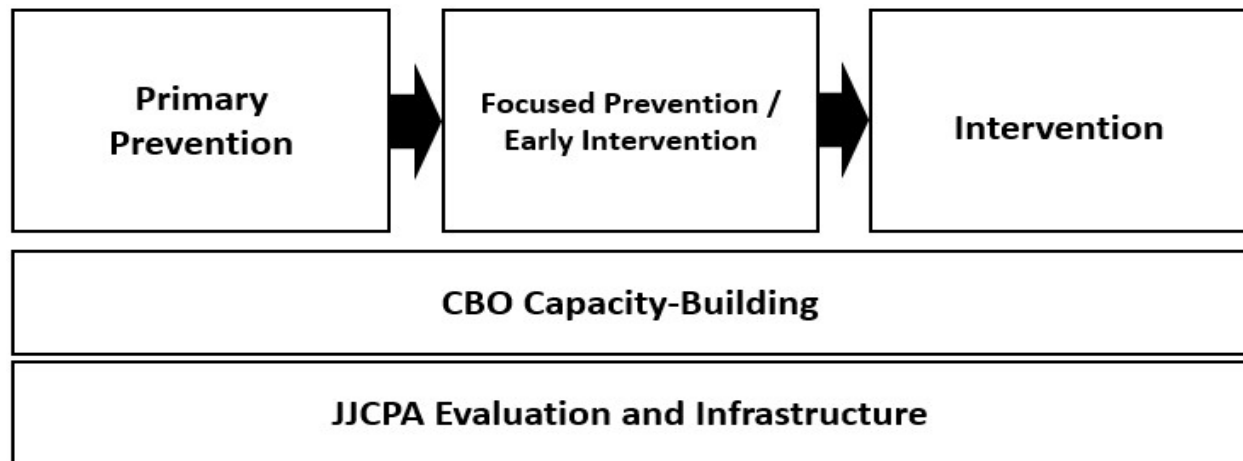 Primary
Prevention
Focused Prevention /
Early Intervention
Intervention
CBO Capacity-Building
JJCPA Evaluation and Infrastructure